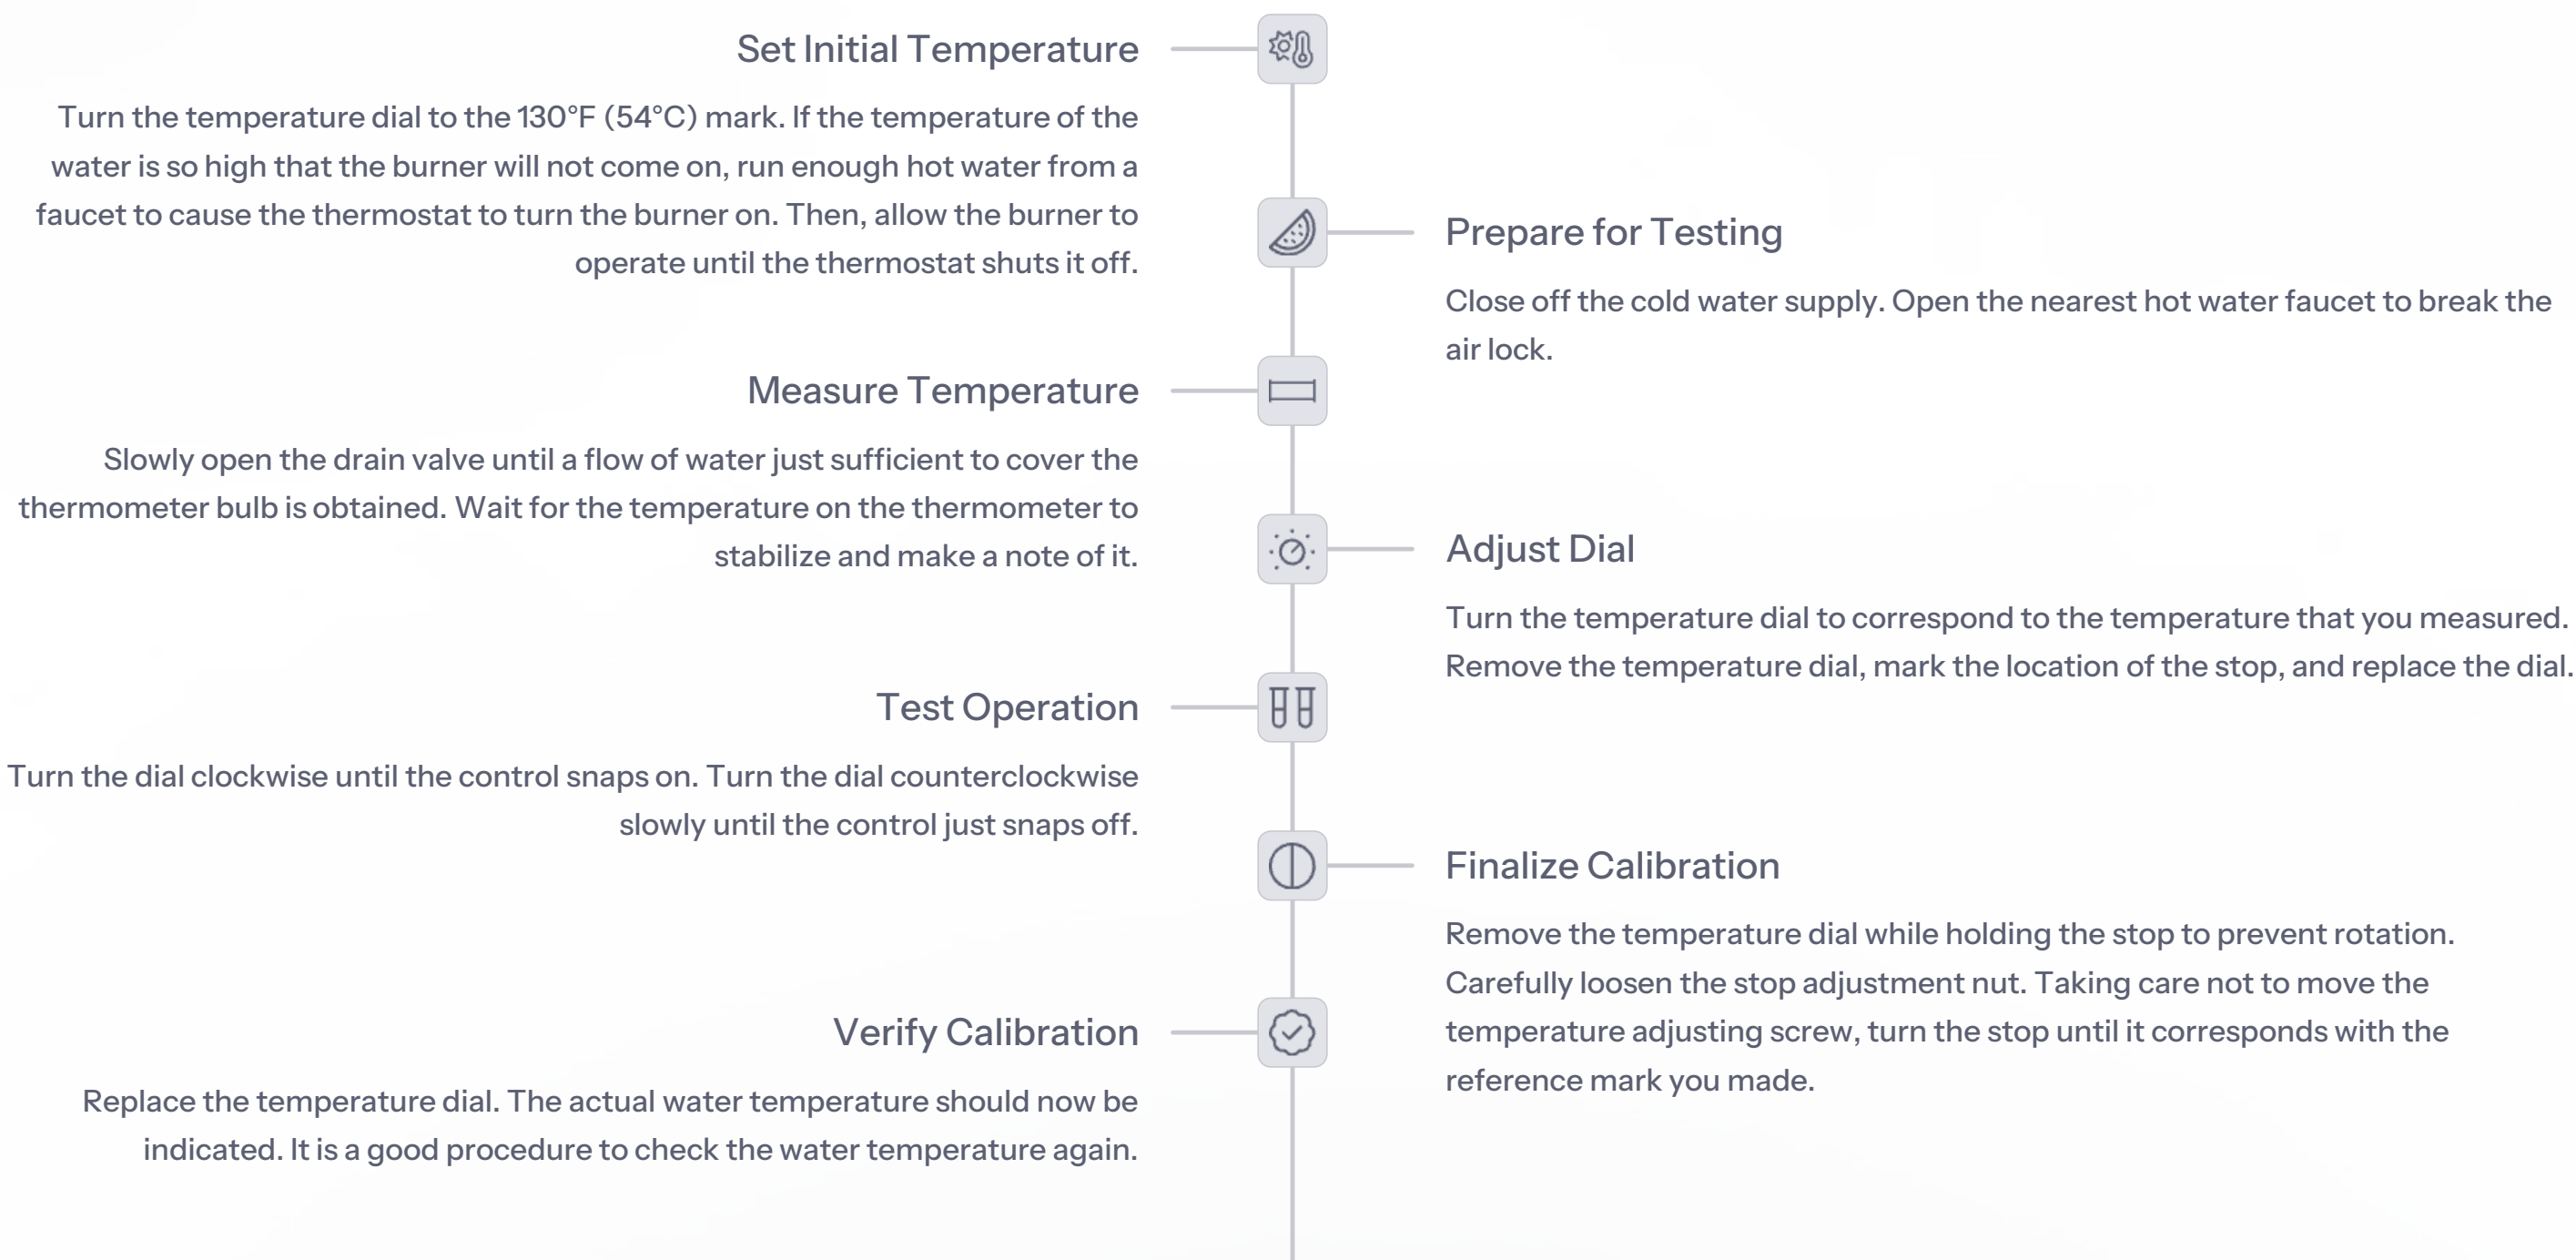 Set Initial Temperature
Turn the temperature dial to the 130°F (54°C) mark. If the temperature of the
water is so high that the burner will not come on, run enough hot water from a
faucet to cause the thermostat to turn the burner on. Then, allow the burner to
operate until the thermostat shuts it off.
Prepare for Testing
Close off the cold water supply. Open the nearest hot water faucet to break the
air lock.
Measure Temperature
Slowly open the drain valve until a flow of water just sufficient to cover the
thermometer bulb is obtained. Wait for the temperature on the thermometer to
stabilize and make a note of it.
Adjust Dial
Turn the temperature dial to correspond to the temperature that you measured.
Remove the temperature dial, mark the location of the stop, and replace the dial.
Test Operation
Turn the dial clockwise until the control snaps on. Turn the dial counterclockwise
slowly until the control just snaps off.
Finalize Calibration
Remove the temperature dial while holding the stop to prevent rotation.
Carefully loosen the stop adjustment nut. Taking care not to move the
temperature adjusting screw, turn the stop until it corresponds with the
reference mark you made.
Verify Calibration
Replace the temperature dial. The actual water temperature should now be
indicated. It is a good procedure to check the water temperature again.